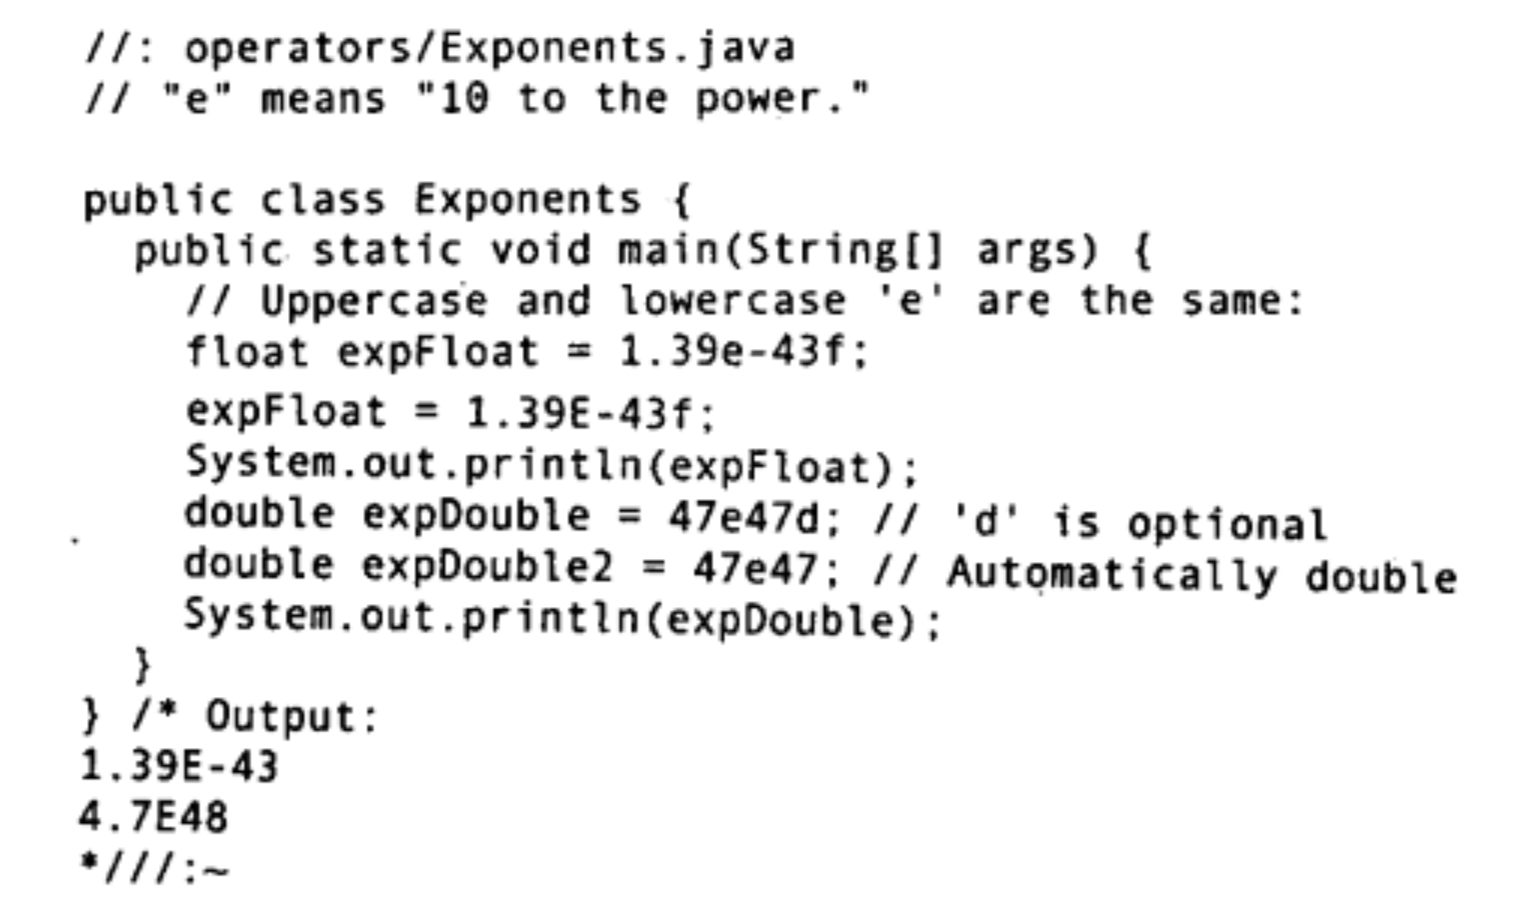 //: operators/Exponents.java
// "e" means "10 to the power."
public class Exponents {
public static void main(String[] args) {
// Uppercase and lowercase 'e' are the same:
float expFloat = 1.39e-43f;
expFloat = 1.39E-43f;
System.out.println(expFloat);
double expDouble = 47e47d; // 'd' is optional
double expDouble2 = 47e47; // Automatically double
System.out.println(expDouble);
}
} /* Output:
1.39E-43
4.7E48
*///:~